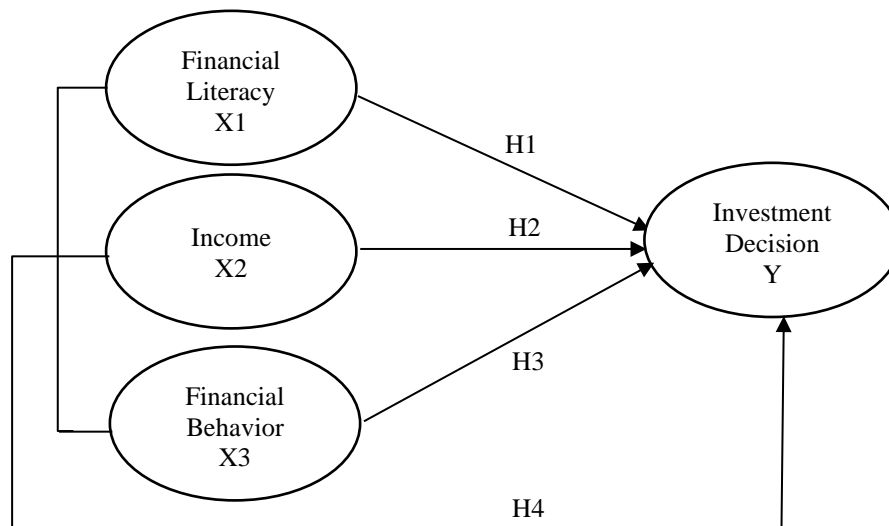 Financial
Literacy
X1
H1
Income
X2
H2
Investment
Decision
Y
Financial
Behavior
X3
H3
H4